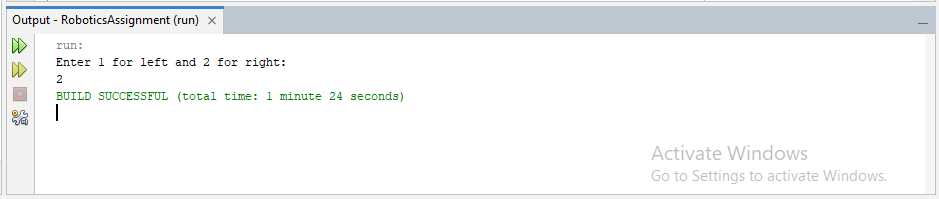 Output - RoboticsAssignment (run) ×
run:
Enter 1 for left and 2 for right:
2
BUILD SUCCESSFUL (total time: 1 minute 24 seconds)
Activate Windows
Go to Settings to activate Windows.